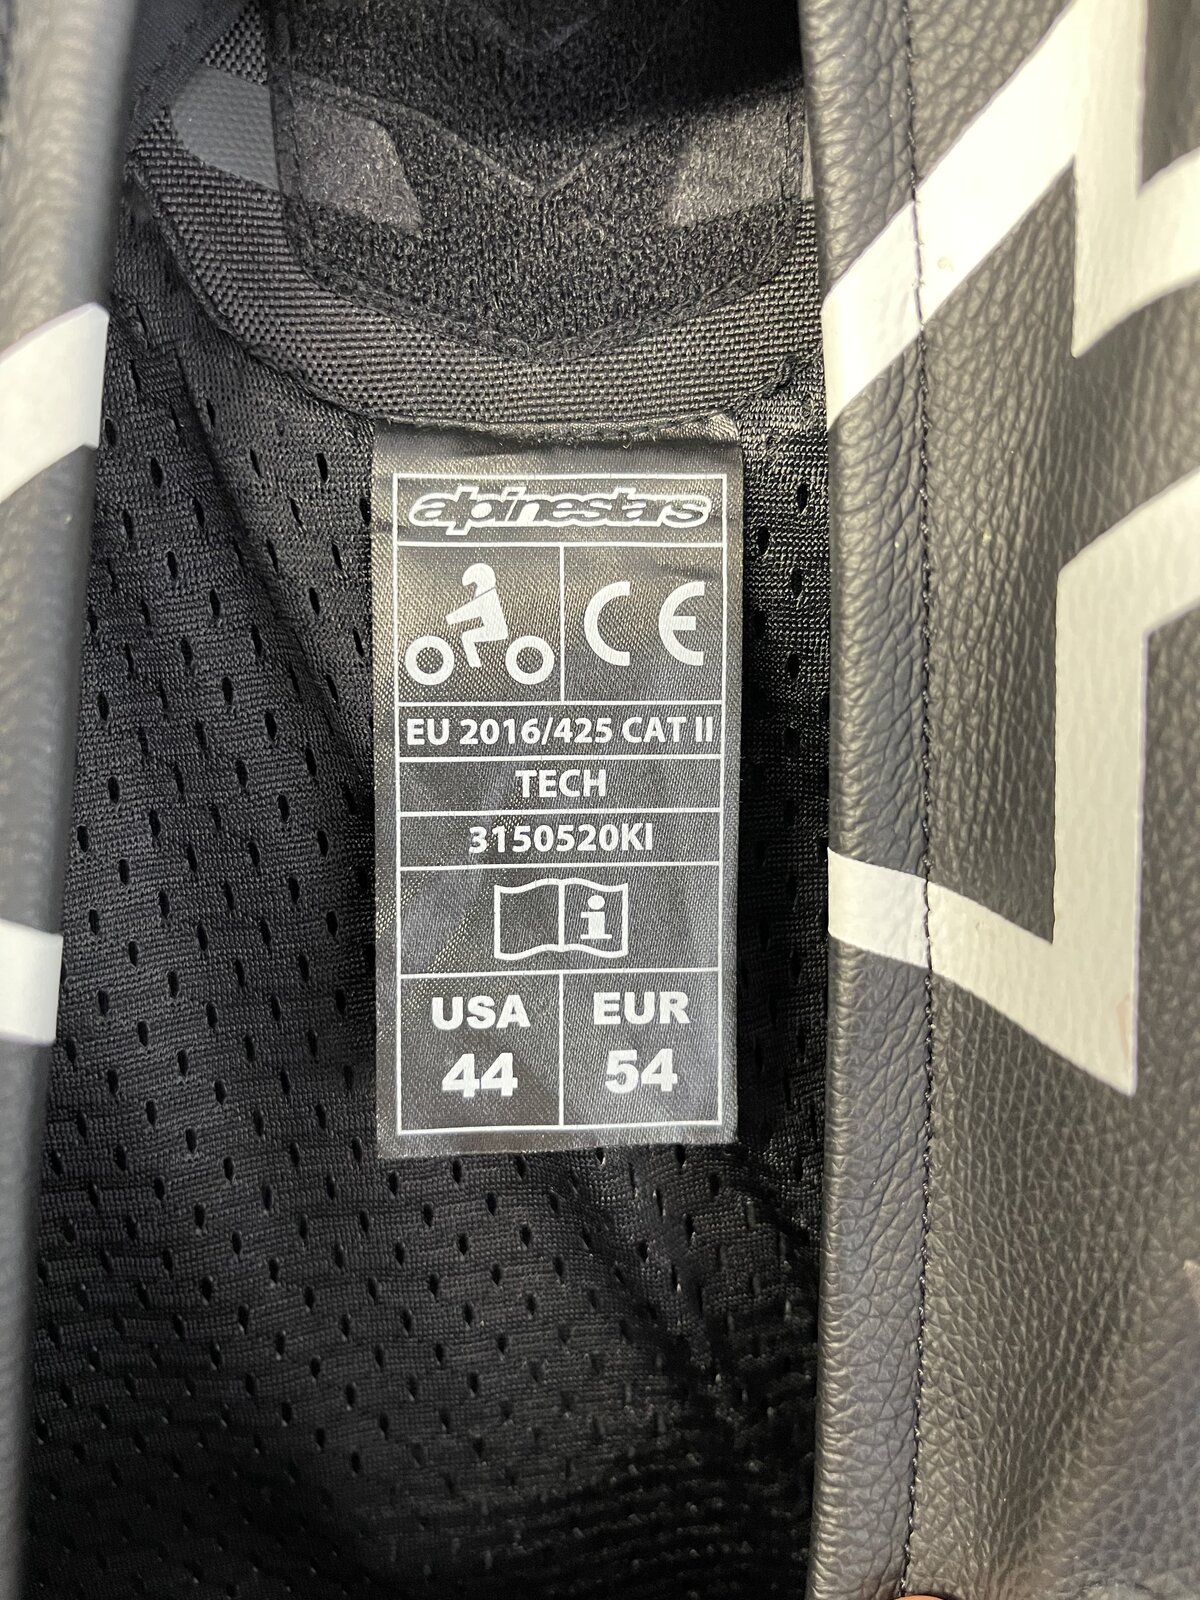 alpinestars
CE
EU 2016/425 CAT II
TECH
3150520KI
i
USA
44
EUR
54